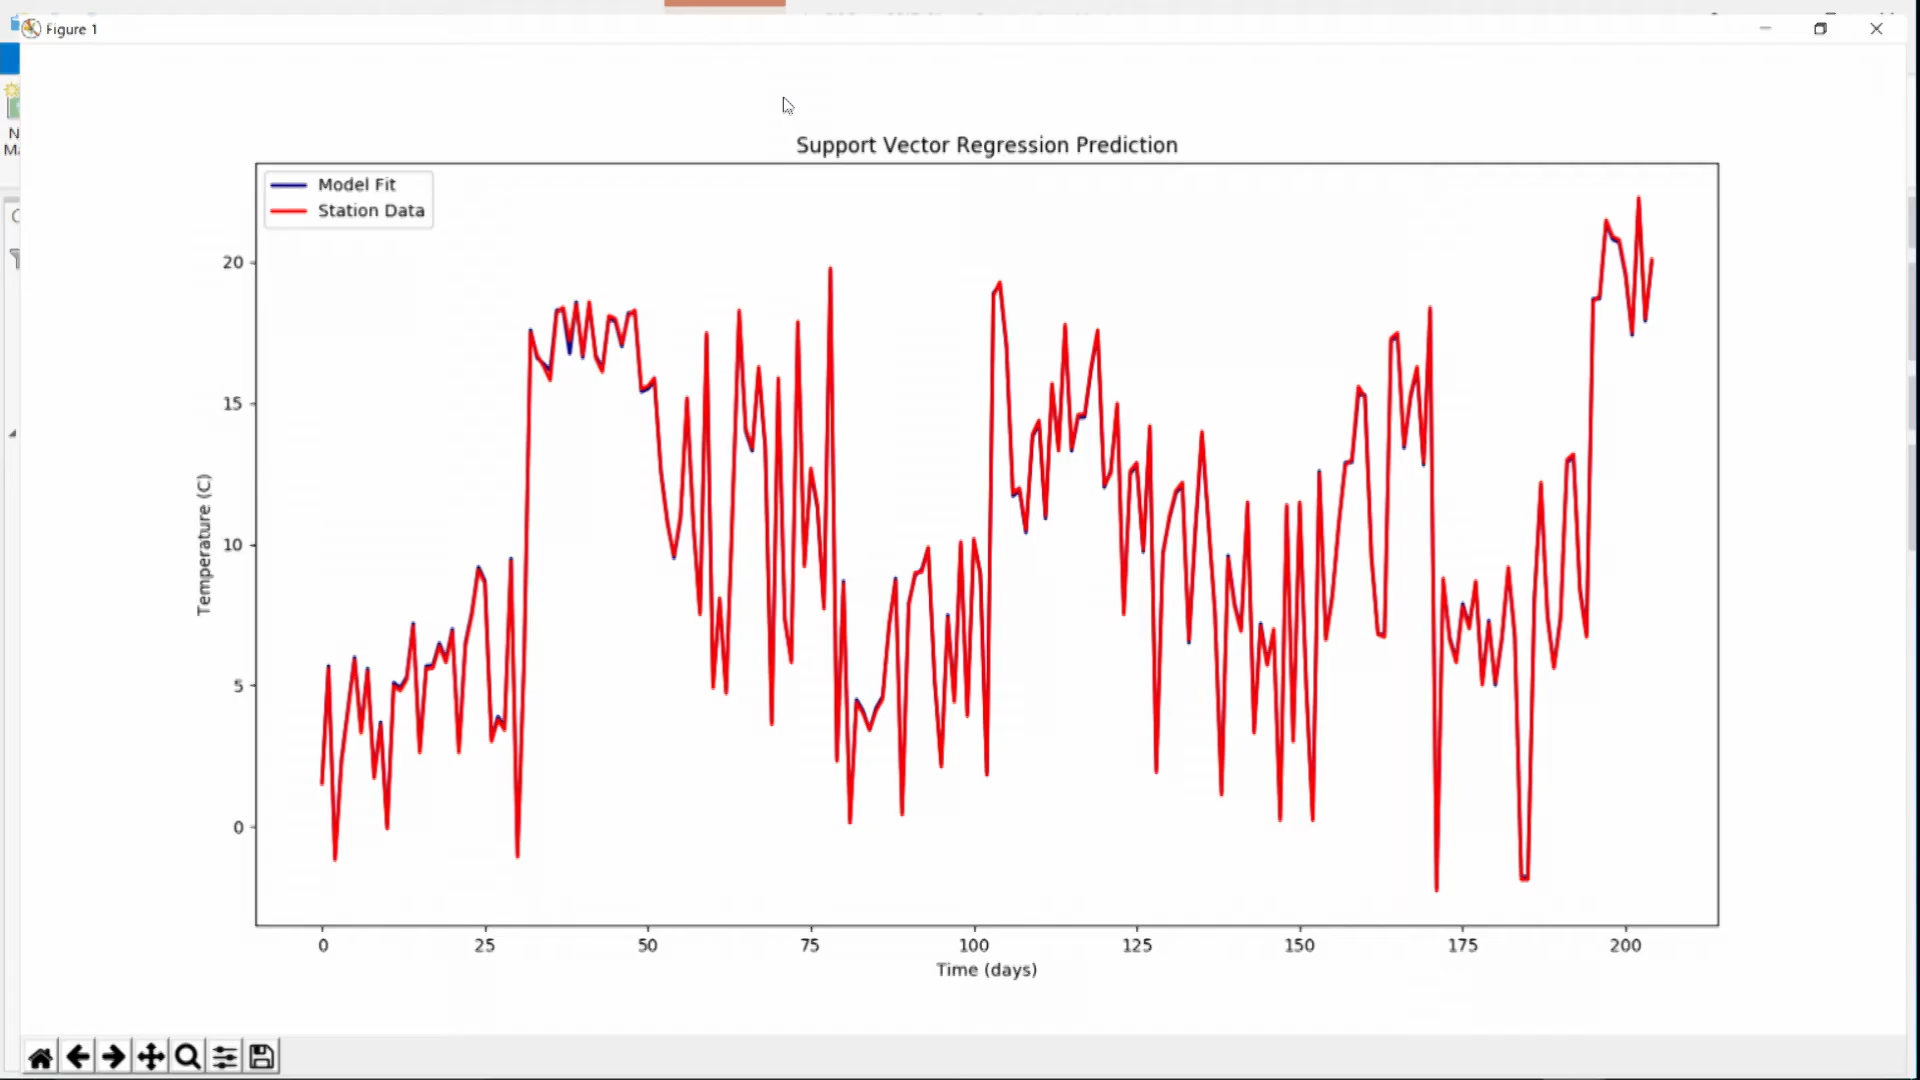 Figure 1
Support Vector Regression Prediction
Model Fit
Station Data
20
15
10
5
0
Temperature (C)
0 25 50 75 100 125 150 175 200
Time (days)